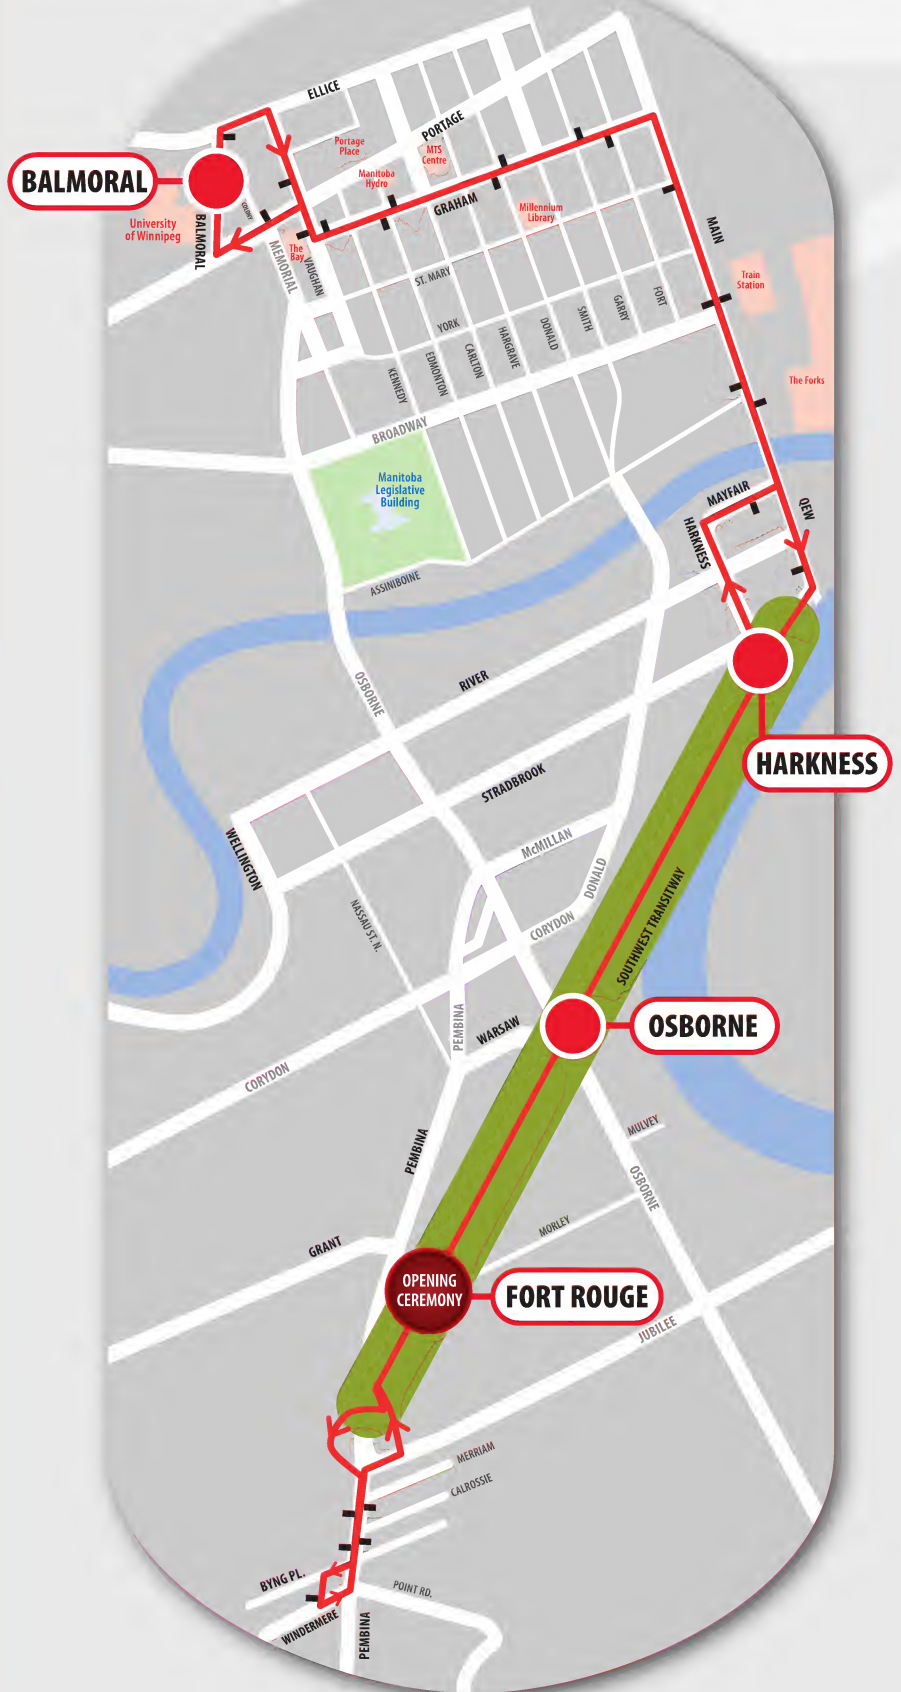 ELLICE
PORTAGE
Portage
Place
MTS
Centre
Manitoba
Hydro
BALMORAL
COLONY
GRAHAM
Millennium
Library
University
of Winnipeg
BALMORAL
MEMORIAL
The
Bay
VAUGHAN
MAIN
ST. MARY
Train
Station
YORK
KENNEDY
EDMONTON
CARLTON
HARGRAVE
DONALD
SMITH
GARRY
FORT
The Forks
BROADWAY
Manitoba
Legislative
Building
MAYFAIR
QEW
HARKNESS
ASSINIBOINE
OSBORNE
RIVER
HARKNESS
STRADBROOK
WELLINGTON
McMILLAN
DONALD
NASSAU ST. N.
CORYDON
SOUTHWEST TRANSITWAY
PEMBINA
WARSAW
OSBORNE
CORYDON
PEMBINA
MULVEY
OSBORNE
MORLEY
GRANT
OPENING
CEREMONY
FORT ROUGE
JUBILEE
MERRIAM
CALROSSIE
BYNG PL.
POINT RD.
WINDERMERE
PEMBINA